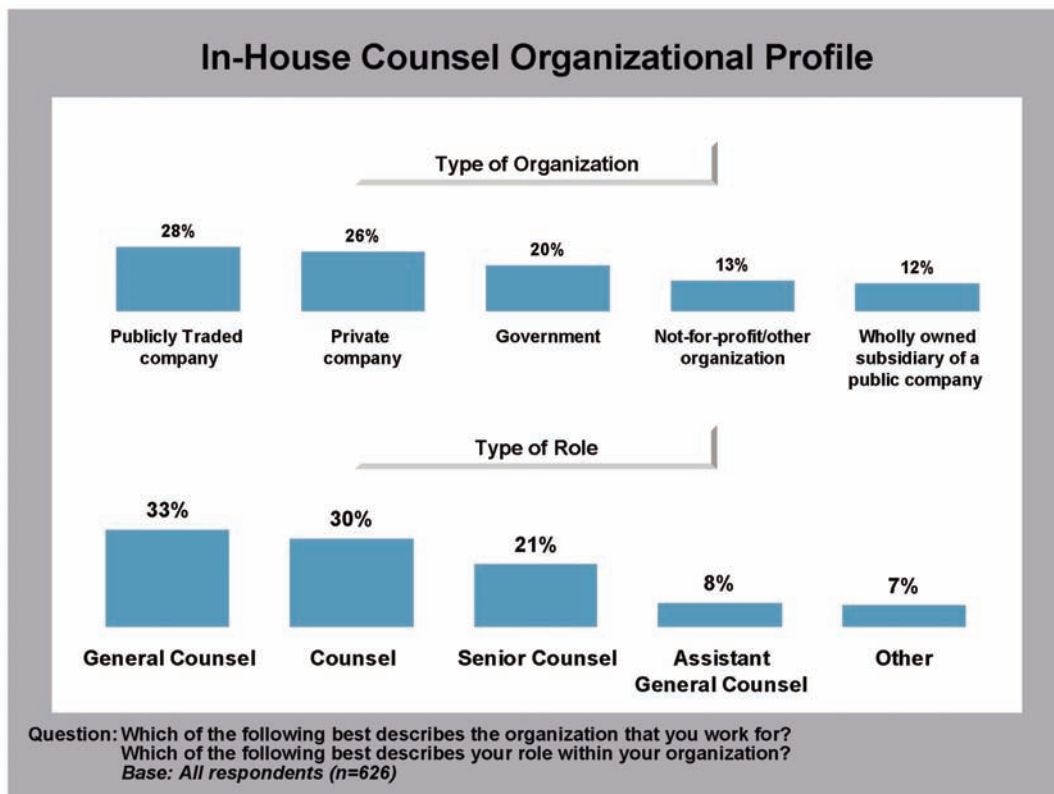 In-House Counsel Organizational Profile
Type of Organization
28%
26%
20%
13%
12%
Publicly Traded
company
Private
company
Government
Not-for-profit/other
organization
Wholly owned
subsidiary of a
public company
Type of Role
33%
30%
21%
8%
7%
General Counsel
Counsel
Senior Counsel
Assistant
General Counsel
Other
Question: Which of the following best describes the organization that you work for?
Which of the following best describes your role within your organization?
Base: All respondents (n=626)